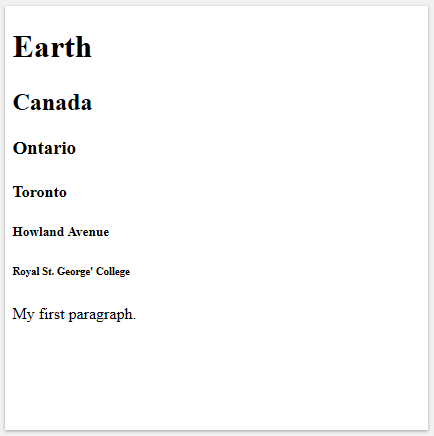 Earth
Canada
Ontario
Toronto
Howland Avenue
Royal St. George' College
My first paragraph.